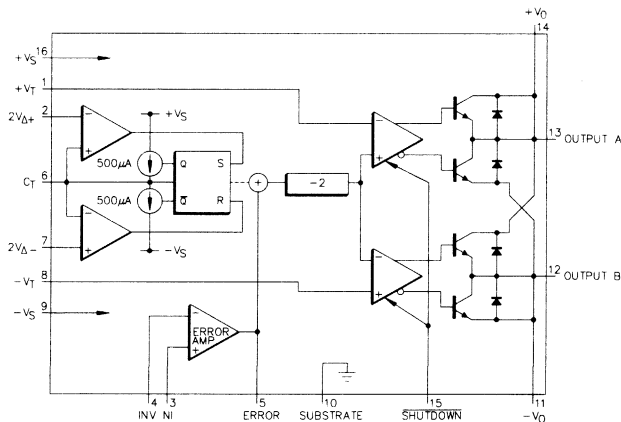 +V_O
14
+V_S 16
+V_T 1
2V_Δ+ 2
+V_S
S
Q
500μA
13 OUTPUT A
C_T 6
+
-2
500μA
Q̅
R
-V_S
2V_Δ- 7
-V_T 8
12 OUTPUT B
-V_S 9
ERROR
AMP
4 3 5 10 15 11
INV NI ERROR SUBSTRATE S̅H̅U̅T̅D̅O̅W̅N̅ -V_O